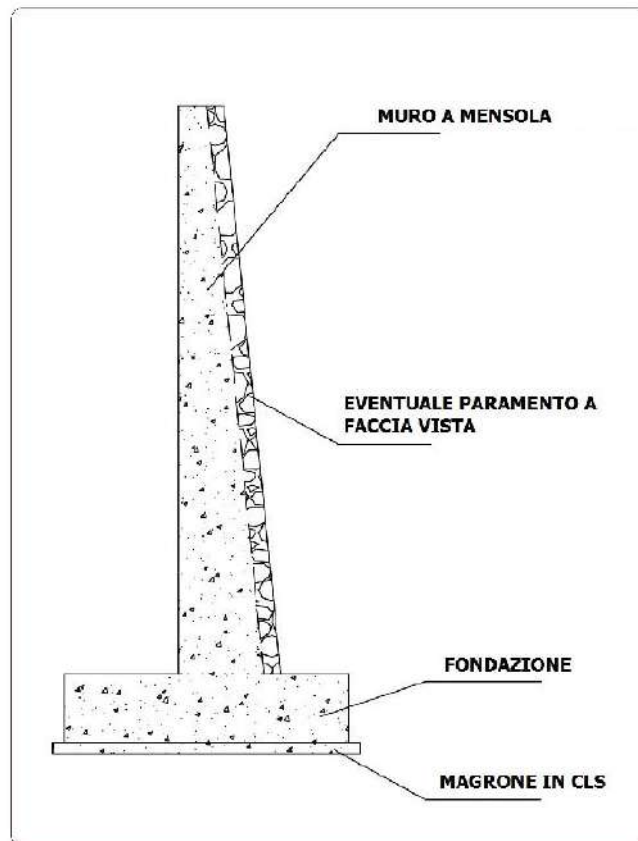 MURO A MENSOLA
EVENTUALE PARAMENTO A
FACCIA VISTA
FONDAZIONE
MAGRONE IN CLS